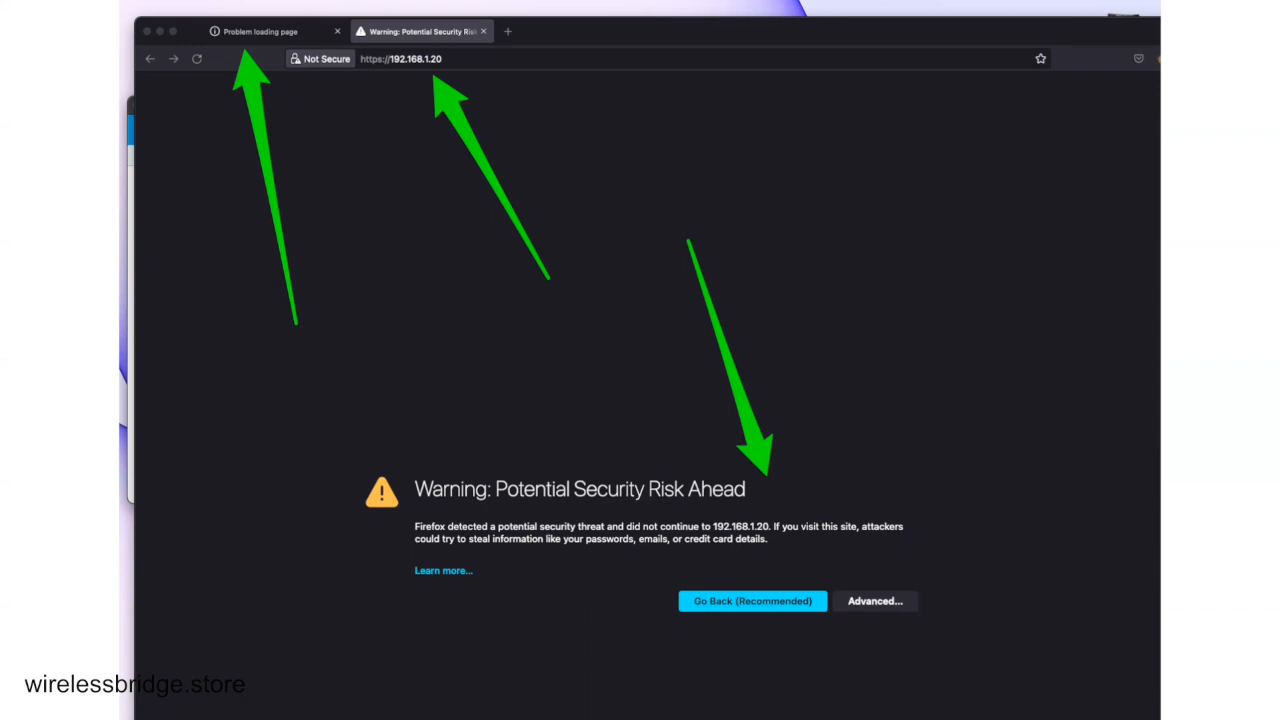 Problem loading page
Warning: Potential Security Risk
Not Secure https://192.168.1.20
Warning: Potential Security Risk Ahead
Firefox detected a potential security threat and did not continue to 192.168.1.20. If you visit this site, attackers
could try to steal information like your passwords, emails, or credit card details.
Learn more...
Go Back (Recommended) Advanced...
wirelessbridge.store